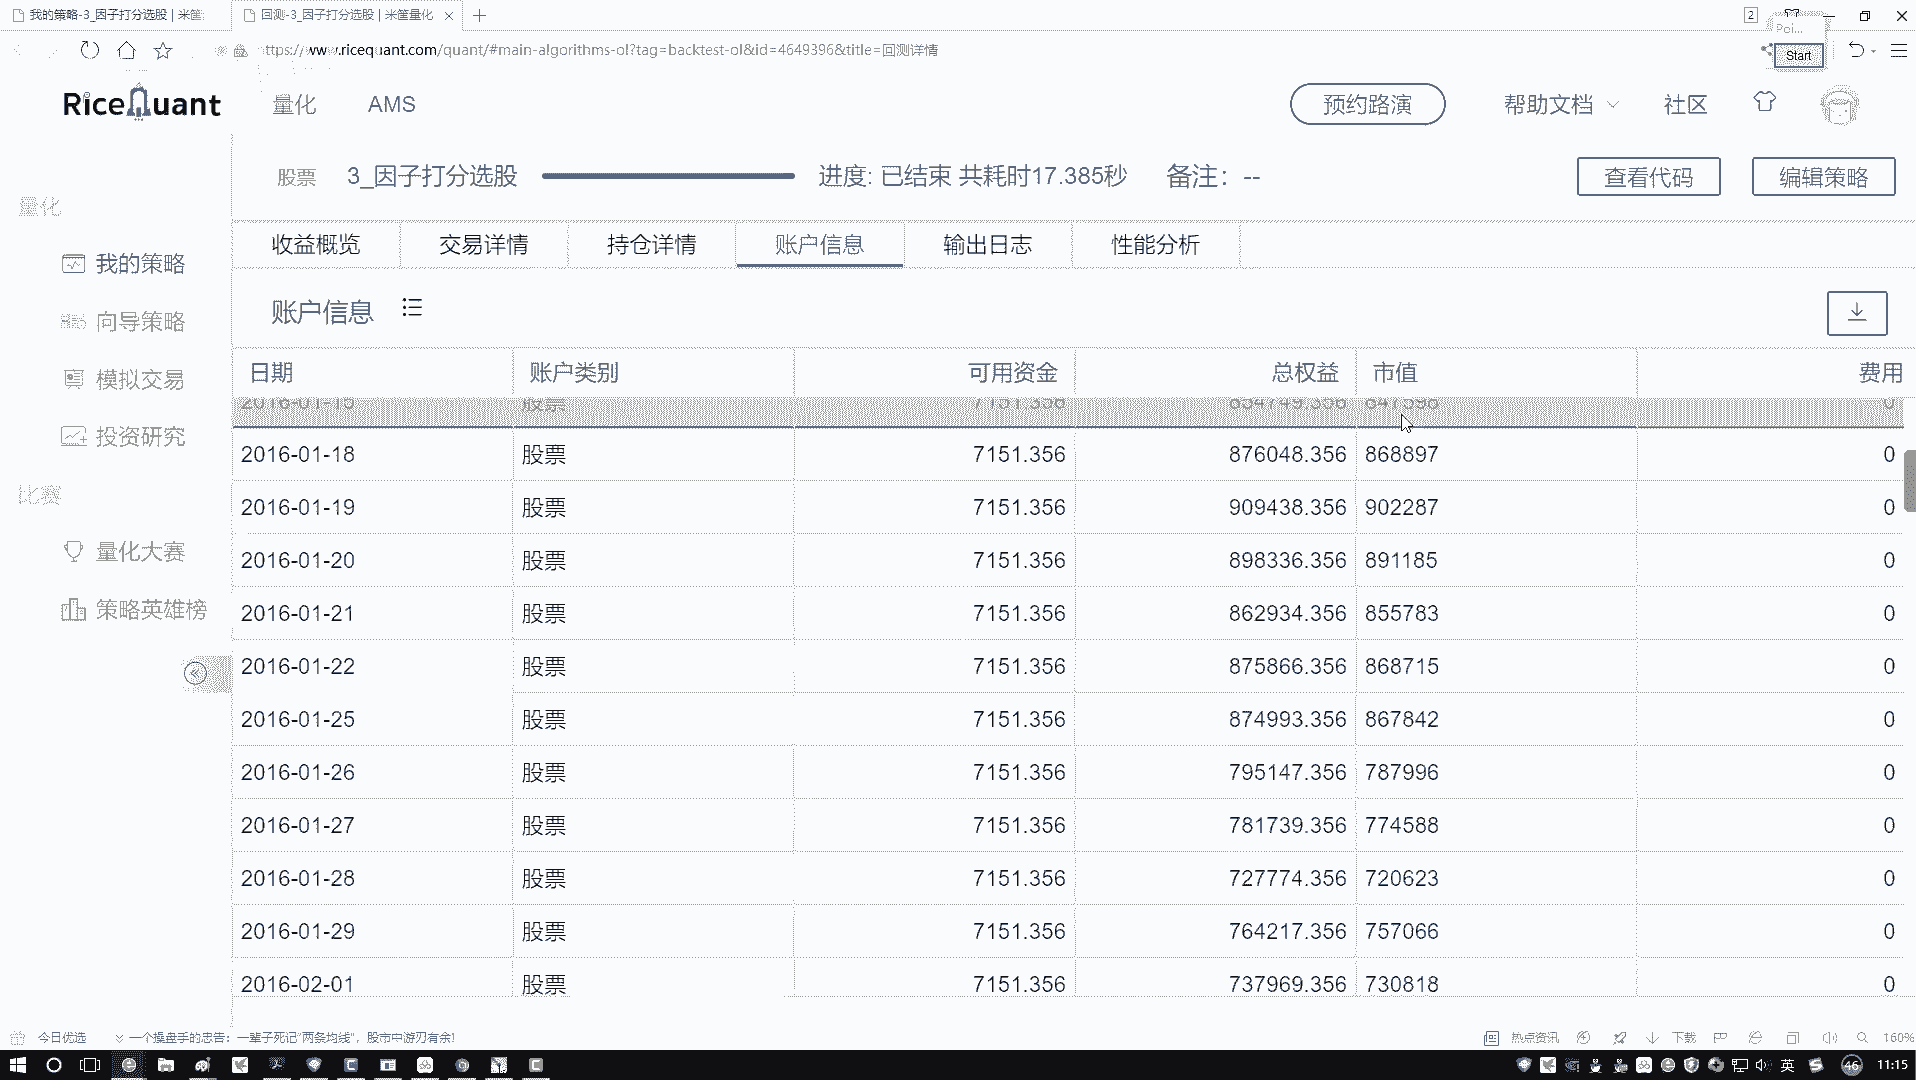 我的策略-3_因子打分选股 | 米筐
回测-3_因子打分选股 | 米筐量化
2
ttps://www.ricequant.com/quant/#main-algorithms-ol?tag=backtest-ol&id=4649396&title=回测详情
Poi...
Start
RiceQuant 量化 AMS 预约路演 帮助文档 社区
股票 3_因子打分选股 进度: 已结束 共耗时17.385秒 备注: -- 查看代码 编辑策略
量化
我的策略
向导策略
模拟交易
投资研究
比赛
量化大赛
策略英雄榜
收益概览 交易详情 持仓详情 账户信息 输出日志 性能分析
账户信息
日期 账户类别 可用资金 总权益 市值 费用
2016-01-15 股票 7151.356 854749.356 847598 0
2016-01-18 股票 7151.356 876048.356 868897 0
2016-01-19 股票 7151.356 909438.356 902287 0
2016-01-20 股票 7151.356 898336.356 891185 0
2016-01-21 股票 7151.356 862934.356 855783 0
2016-01-22 股票 7151.356 875866.356 868715 0
2016-01-25 股票 7151.356 874993.356 867842 0
2016-01-26 股票 7151.356 795147.356 787996 0
2016-01-27 股票 7151.356 781739.356 774588 0
2016-01-28 股票 7151.356 727774.356 720623 0
2016-01-29 股票 7151.356 764217.356 757066 0
2016-02-01 股票 7151.356 737969.356 730818 0
今日优选 一个操盘手的忠告：一辈子死记"两条均线"，股市中游刃有余! 热点资讯 下载 160%
英 46 11:15